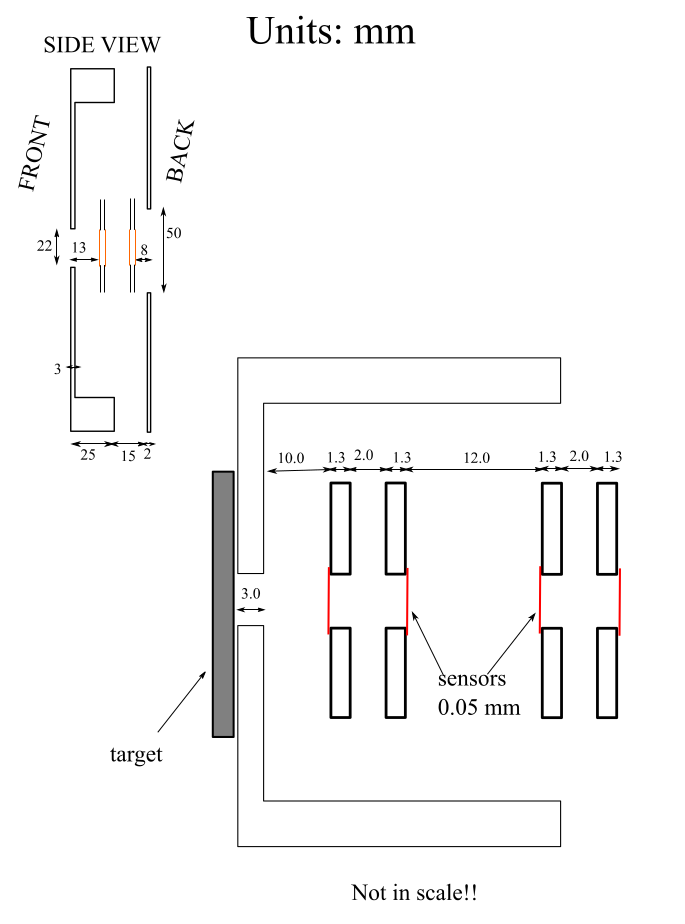 Units: mm
SIDE VIEW
FRONT
BACK
22
13
8
50
3
25
15
2
10.0
1.3
2.0
1.3
12.0
1.3
2.0
1.3
3.0
sensors
0.05 mm
target
Not in scale!!